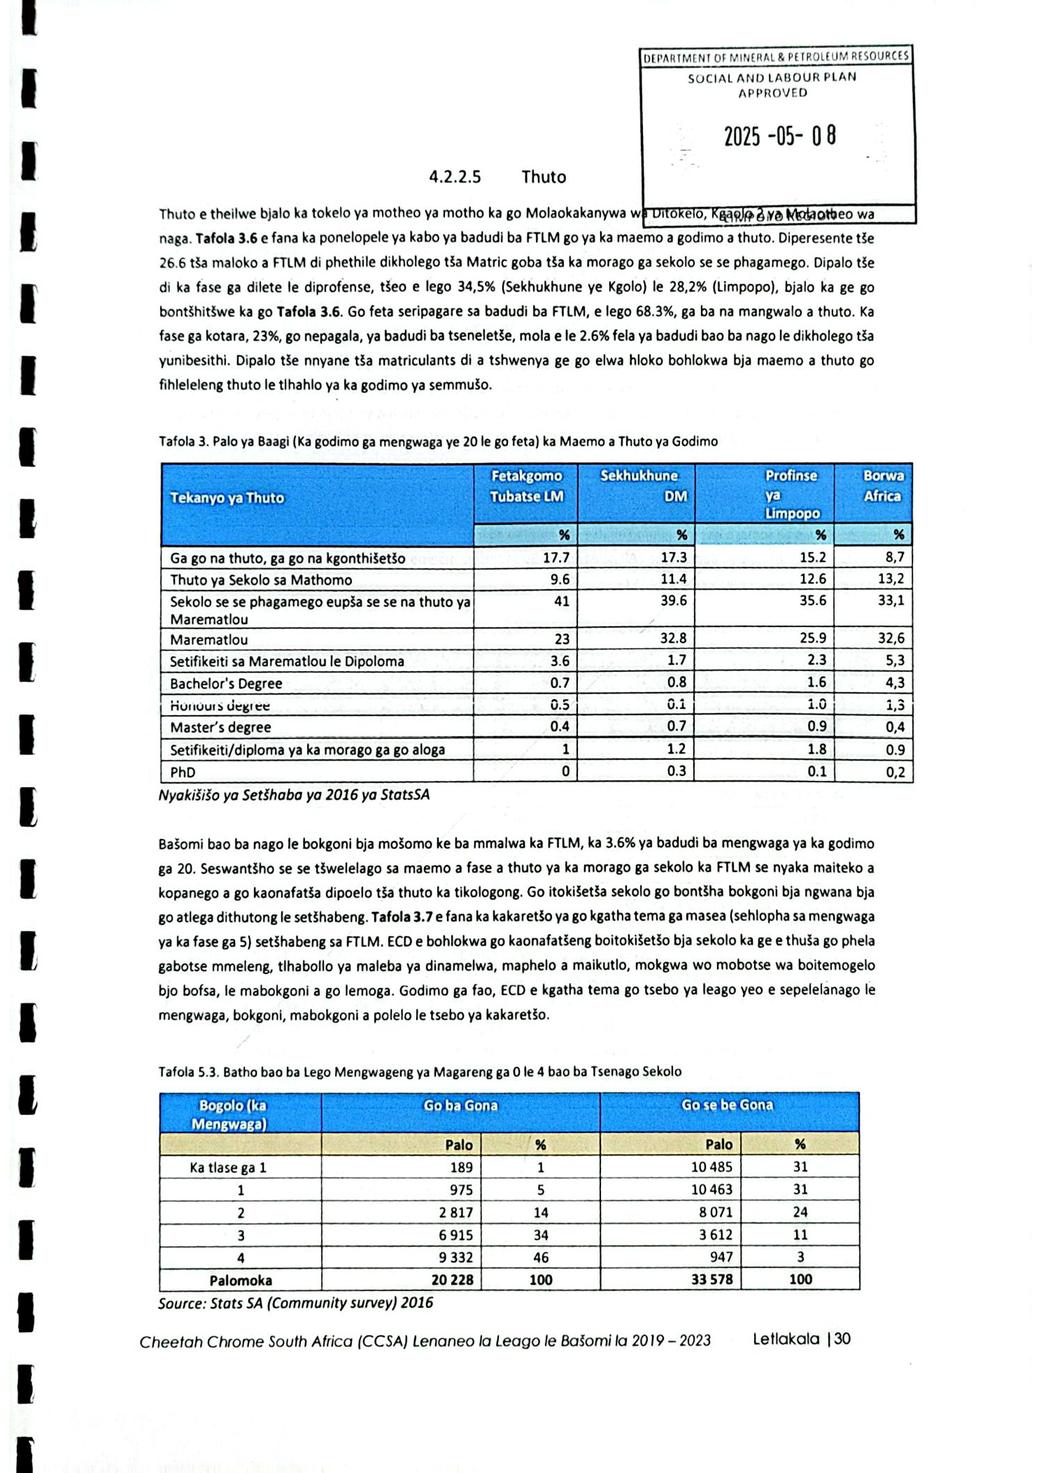 DEPARTMENT OF MINERAL & PETROLEUM RESOURCES
SOCIAL AND LABOUR PLAN
APPROVED
2025 -05- 08
4.2.2.5 Thuto
Thuto e theilwe bjalo ka tokelo ya motheo ya motho ka go Molaokakanywa wa Ditokelo, Kgaolo 2 ya Molaotheo wa
naga. Tafola 3.6 e fana ka ponelopele ya kabo ya badudi ba FTLM go ya ka maemo a godimo a thuto. Diperesente tše
26.6 tša maloko a FTLM di phethile dikholego tša Matric goba tša ka morago ga sekolo se se phagamego. Dipalo tše
di ka fase ga dilete le diprofense, tšeo e lego 34,5% (Sekhukhune ye Kgolo) le 28,2% (Limpopo), bjalo ka ge go
bontšhitšwe ka go Tafola 3.6. Go feta seripagare sa badudi ba FTLM, e lego 68.3%, ga ba na mangwalo a thuto. Ka
fase ga kotara, 23%, go nepagala, ya badudi ba tseneletše, mola e le 2.6% fela ya badudi bao ba nago le dikholego tša
yunibesithi. Dipalo tše nnyane tša matriculants di a tshwenya ge go elwa hloko bohlokwa bja maemo a thuto go
fihleleleng thuto le tlhahlo ya ka godimo ya semmušo.
Tafola 3. Palo ya Baagi (Ka godimo ga mengwaga ye 20 le go feta) ka Maemo a Thuto ya Godimo
Tekanyo ya Thuto Fetakgomo Tubatse LM Sekhukhune DM Profinse ya Limpopo Borwa Africa
% % % %
Ga go na thuto, ga go na kgonthišetšo 17.7 17.3 15.2 8,7
Thuto ya Sekolo sa Mathomo 9.6 11.4 12.6 13,2
Sekolo se se phagamego eupša se se na thuto ya Marematlou 41 39.6 35.6 33,1
Marematlou 23 32.8 25.9 32,6
Setifikeiti sa Marematlou le Dipoloma 3.6 1.7 2.3 5,3
Bachelor's Degree 0.7 0.8 1.6 4,3
Honours degree 0.5 0.1 1.0 1,3
Master's degree 0.4 0.7 0.9 0,4
Setifikeiti/diploma ya ka morago ga go aloga 1 1.2 1.8 0.9
PhD 0 0.3 0.1 0,2
Nyakišišo ya Setšhaba ya 2016 ya StatsSA
Bašomi bao ba nago le bokgoni bja mošomo ke ba mmalwa ka FTLM, ka 3.6% ya badudi ba mengwaga ya ka godimo
ga 20. Seswantšho se se tšwelelago sa maemo a fase a thuto ya ka morago ga sekolo ka FTLM se nyaka maiteko a
kopanego a go kaonafatša dipoelo tša thuto ka tikologong. Go itokišetša sekolo go bontšha bokgoni bja ngwana bja
go atlega dithutong le setšhabeng. Tafola 3.7 e fana ka kakaretšo ya go kgatha tema ga masea (sehlopha sa mengwaga
ya ka fase ga 5) setšhabeng sa FTLM. ECD e bohlokwa go kaonafatšeng boitokišetšo bja sekolo ka ge e thuša go phela
gabotse mmeleng, tlhabollo ya maleba ya dinamelwa, maphelo a maikutlo, mokgwa wo mobotse wa boitemogelo
bjo bofsa, le mabokgoni a go lemoga. Godimo ga fao, ECD e kgatha tema go tsebo ya leago yeo e sepelelanago le
mengwaga, bokgoni, mabokgoni a polelo le tsebo ya kakaretšo.
Tafola 5.3. Batho bao ba Lego Mengwageng ya Magareng ga 0 le 4 bao ba Tsenago Sekolo
Bogolo (ka Mengwaga) Go ba Gona Go se be Gona
Palo % Palo %
Ka tlase ga 1 189 1 10 485 31
1 975 5 10 463 31
2 2 817 14 8 071 24
3 6 915 34 3 612 11
4 9 332 46 947 3
Palomoka 20 228 100 33 578 100
Source: Stats SA (Community survey) 2016
Cheetah Chrome South Africa (CCSA) Lenaneo la Leago le Bašomi la 2019 – 2023 Letlakala | 30